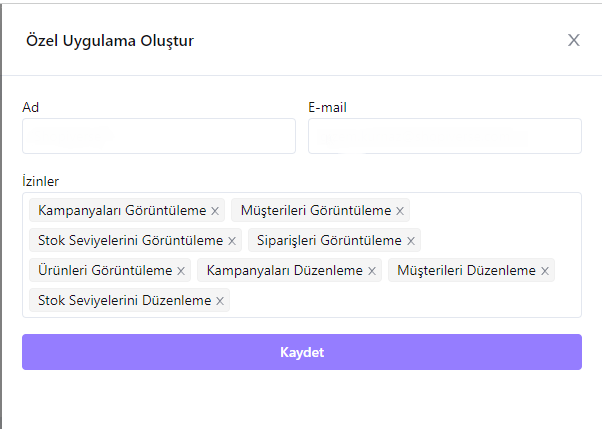 Özel Uygulama Oluştur
Ad
E-mail
İzinler
Kampanyaları Görüntüleme
Müşterileri Görüntüleme
Stok Seviyelerini Görüntüleme
Siparişleri Görüntüleme
Ürünleri Görüntüleme
Kampanyaları Düzenleme
Müşterileri Düzenleme
Stok Seviyelerini Düzenleme
Kaydet